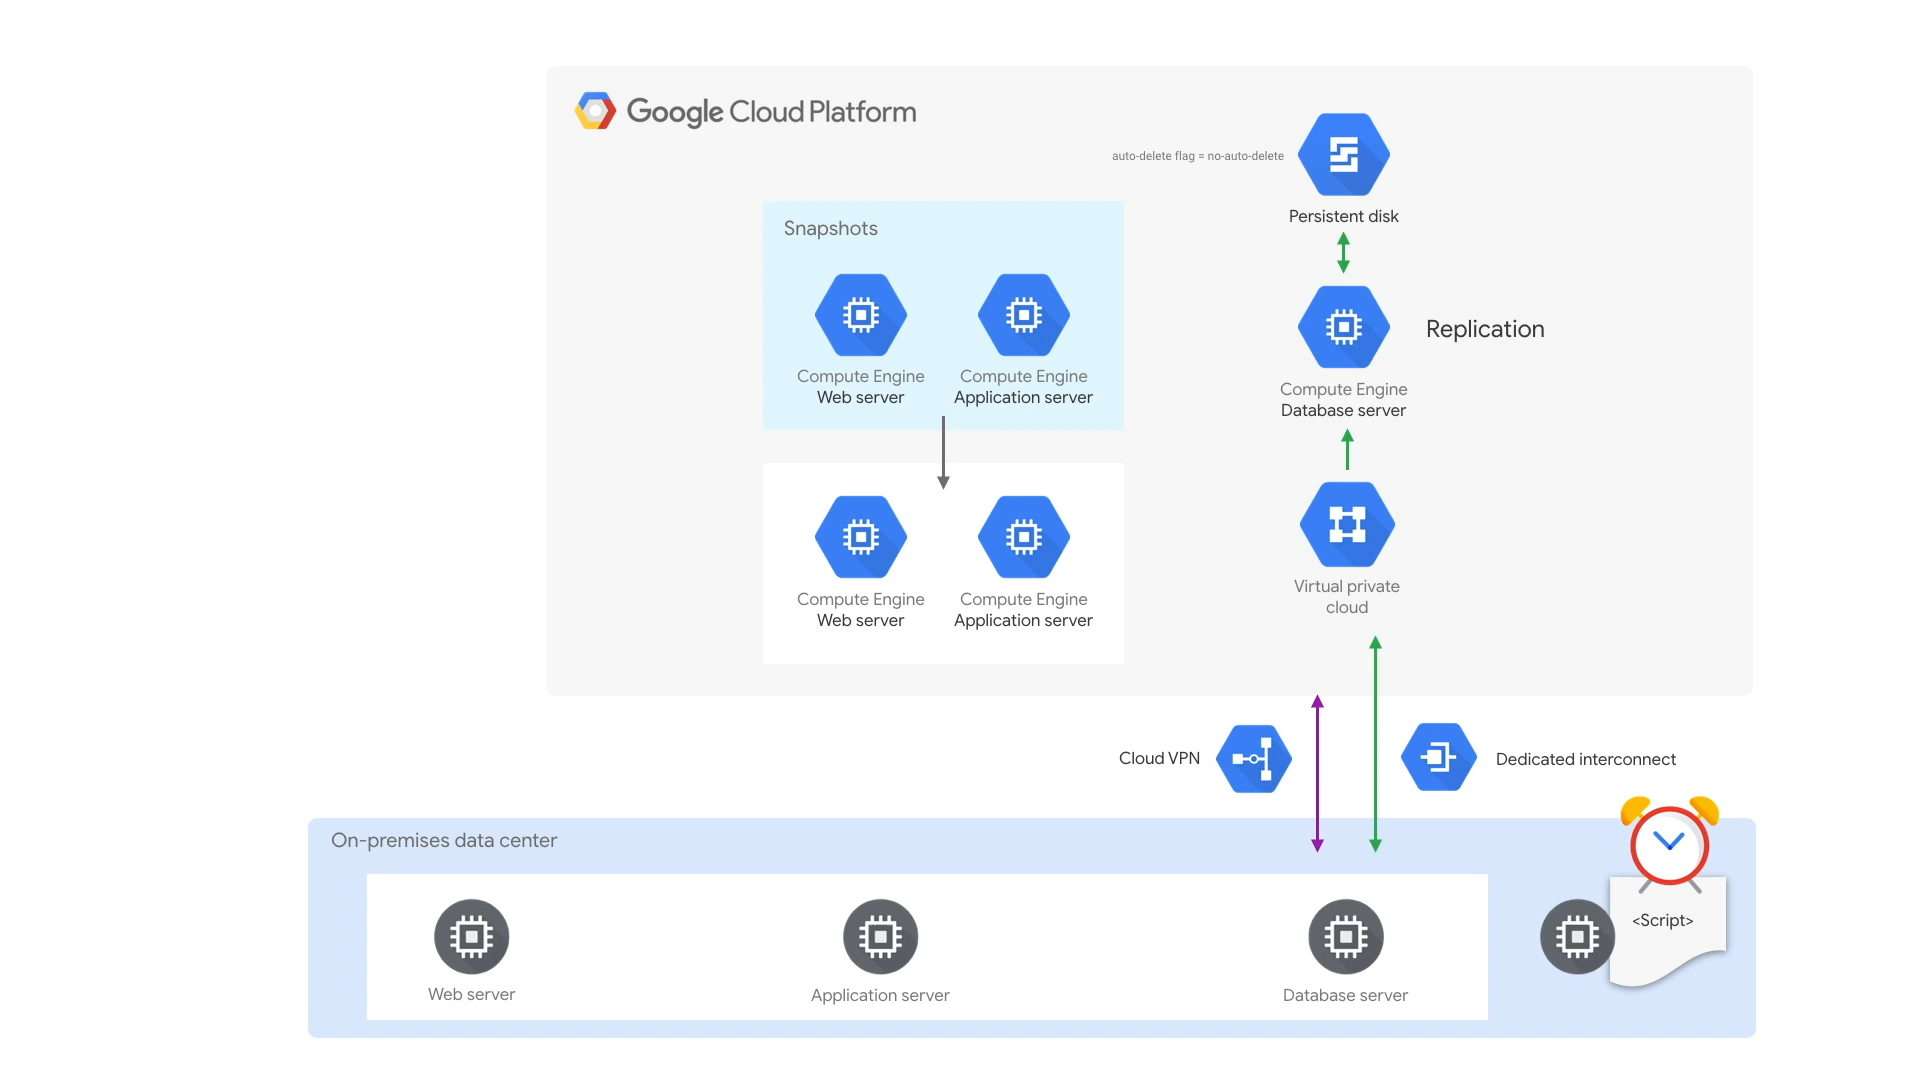 Google Cloud Platform
auto-delete flag = no-auto-delete
Persistent disk
Snapshots
Compute Engine
Web server
Compute Engine
Application server
Compute Engine
Database server
Replication
Compute Engine
Web server
Compute Engine
Application server
Virtual private
cloud
Cloud VPN
Dedicated interconnect
On-premises data center
Web server
Application server
Database server
<Script>